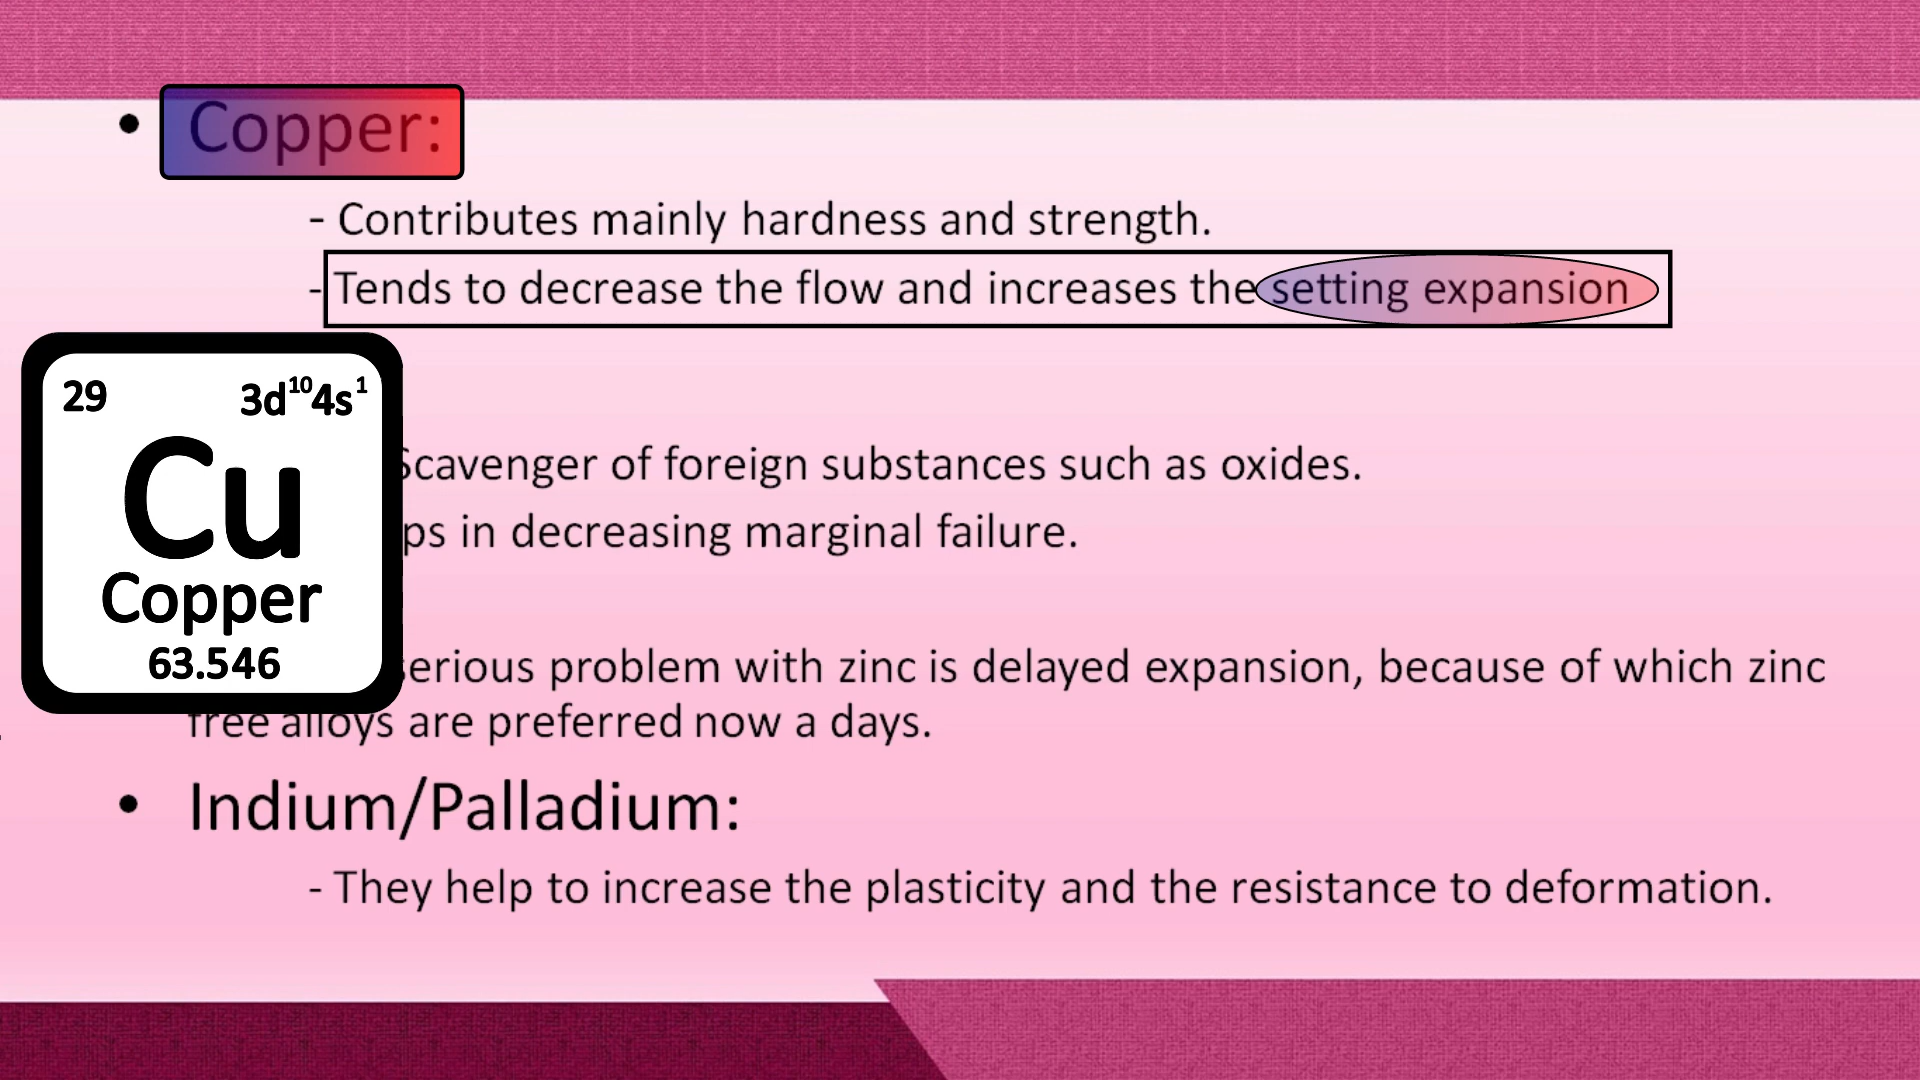 • Copper:
- Contributes mainly hardness and strength.
- Tends to decrease the flow and increases the setting expansion
29 3d¹⁰4s¹
Cu
Copper
63.546
Scavenger of foreign substances such as oxides.
ps in decreasing marginal failure.
serious problem with zinc is delayed expansion, because of which zinc
free alloys are preferred now a days.
• Indium/Palladium:
- They help to increase the plasticity and the resistance to deformation.